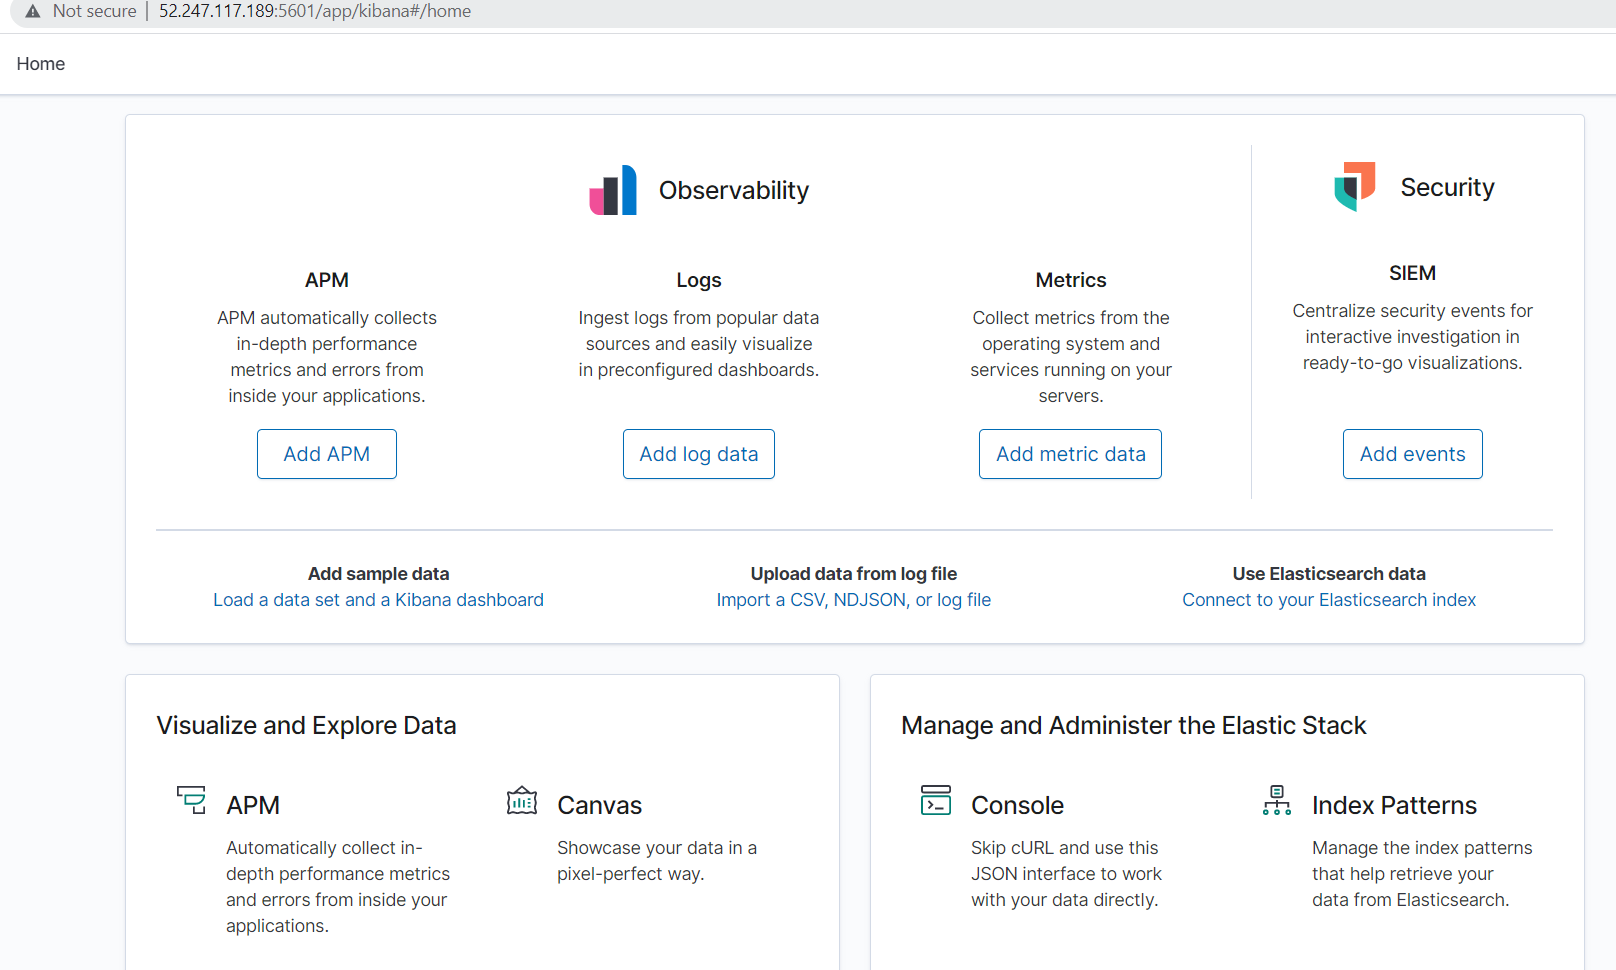 Not secure | 52.247.117.189:5601/app/kibana#/home
Home
Observability
Security
APM
APM automatically collects
in-depth performance
metrics and errors from
inside your applications.
Add APM
Logs
Ingest logs from popular data
sources and easily visualize
in preconfigured dashboards.
Add log data
Metrics
Collect metrics from the
operating system and
services running on your
servers.
Add metric data
SIEM
Centralize security events for
interactive investigation in
ready-to-go visualizations.
Add events
Add sample data
Load a data set and a Kibana dashboard
Upload data from log file
Import a CSV, NDJSON, or log file
Use Elasticsearch data
Connect to your Elasticsearch index
Visualize and Explore Data
APM
Automatically collect in-
depth performance metrics
and errors from inside your
applications.
Canvas
Showcase your data in a
pixel-perfect way.
Manage and Administer the Elastic Stack
Console
Skip cURL and use this
JSON interface to work
with your data directly.
Index Patterns
Manage the index patterns
that help retrieve your
data from Elasticsearch.